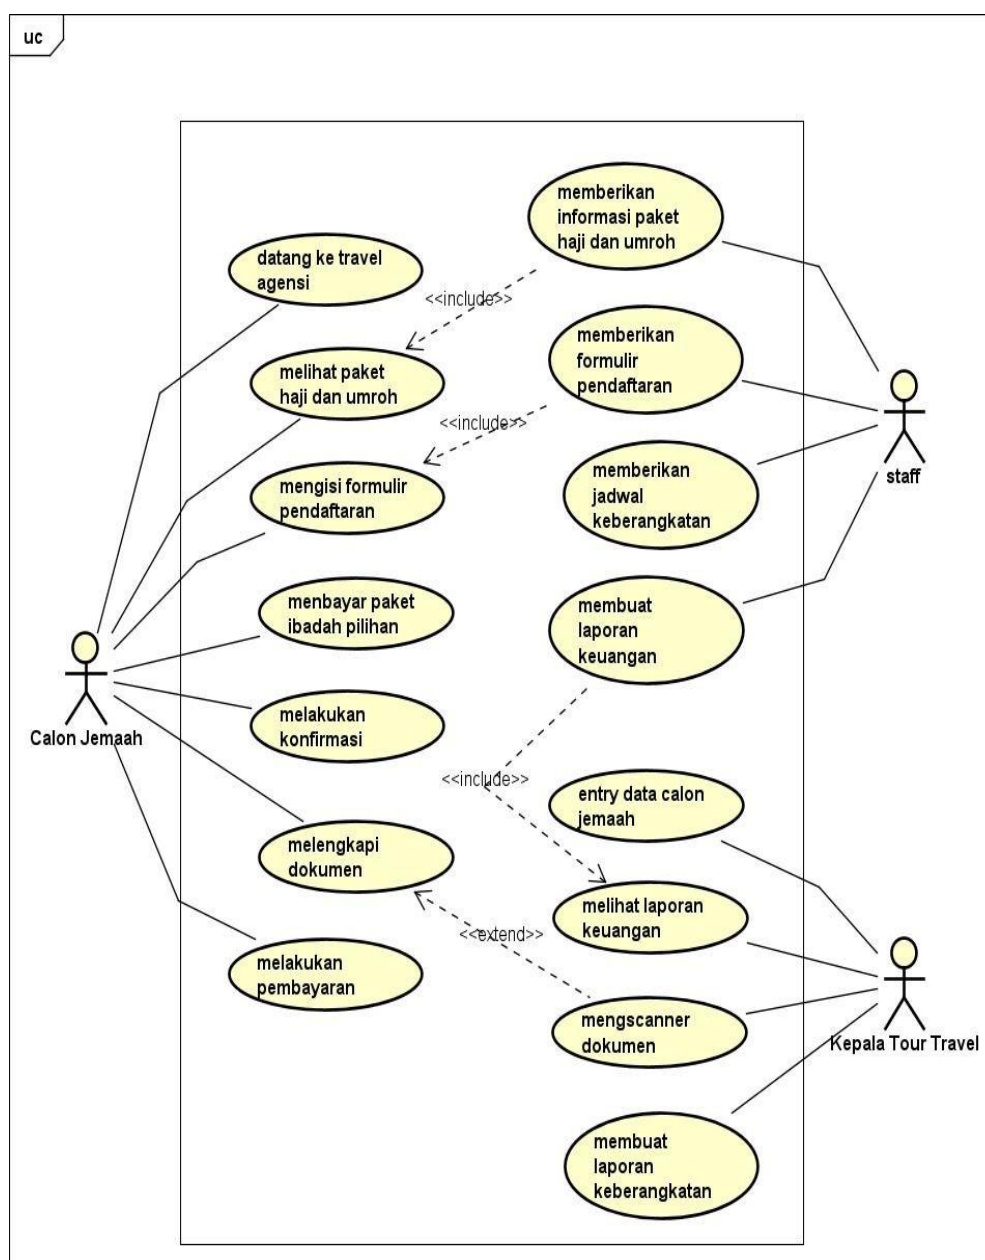 uc
memberikan
informasi paket
haji dan umroh
datang ke travel
agensi
<<include>>
memberikan
formulir
pendaftaran
melihat paket
haji dan umroh
<<include>>
mengisi formulir
pendaftaran
memberikan
jadwal
keberangkatan
staff
menbayar paket
ibadah pilihan
membuat
laporan
keuangan
Calon Jemaah
melakukan
konfirmasi
<<include>>
entry data calon
jemaah
melengkapi
dokumen
melihat laporan
keuangan
<<extend>>
melakukan
pembayaran
mengscanner
dokumen
Kepala Tour Travel
membuat
laporan
keberangkatan